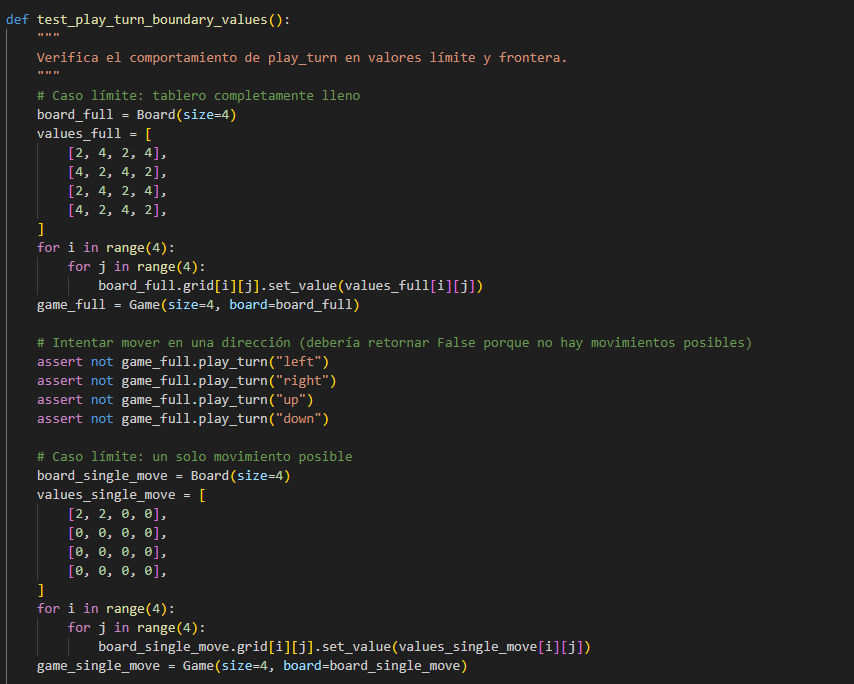 def test_play_turn_boundary_values():
    """
    Verifica el comportamiento de play_turn en valores límite y frontera.
    """
    # Caso límite: tablero completamente lleno
    board_full = Board(size=4)
    values_full = [
        [2, 4, 2, 4],
        [4, 2, 4, 2],
        [2, 4, 2, 4],
        [4, 2, 4, 2],
    ]
    for i in range(4):
        for j in range(4):
            board_full.grid[i][j].set_value(values_full[i][j])
    game_full = Game(size=4, board=board_full)

    # Intentar mover en una dirección (debería retornar False porque no hay movimientos posibles)
    assert not game_full.play_turn("left")
    assert not game_full.play_turn("right")
    assert not game_full.play_turn("up")
    assert not game_full.play_turn("down")

    # Caso límite: un solo movimiento posible
    board_single_move = Board(size=4)
    values_single_move = [
        [2, 2, 0, 0],
        [0, 0, 0, 0],
        [0, 0, 0, 0],
        [0, 0, 0, 0],
    ]
    for i in range(4):
        for j in range(4):
            board_single_move.grid[i][j].set_value(values_single_move[i][j])
    game_single_move = Game(size=4, board=board_single_move)